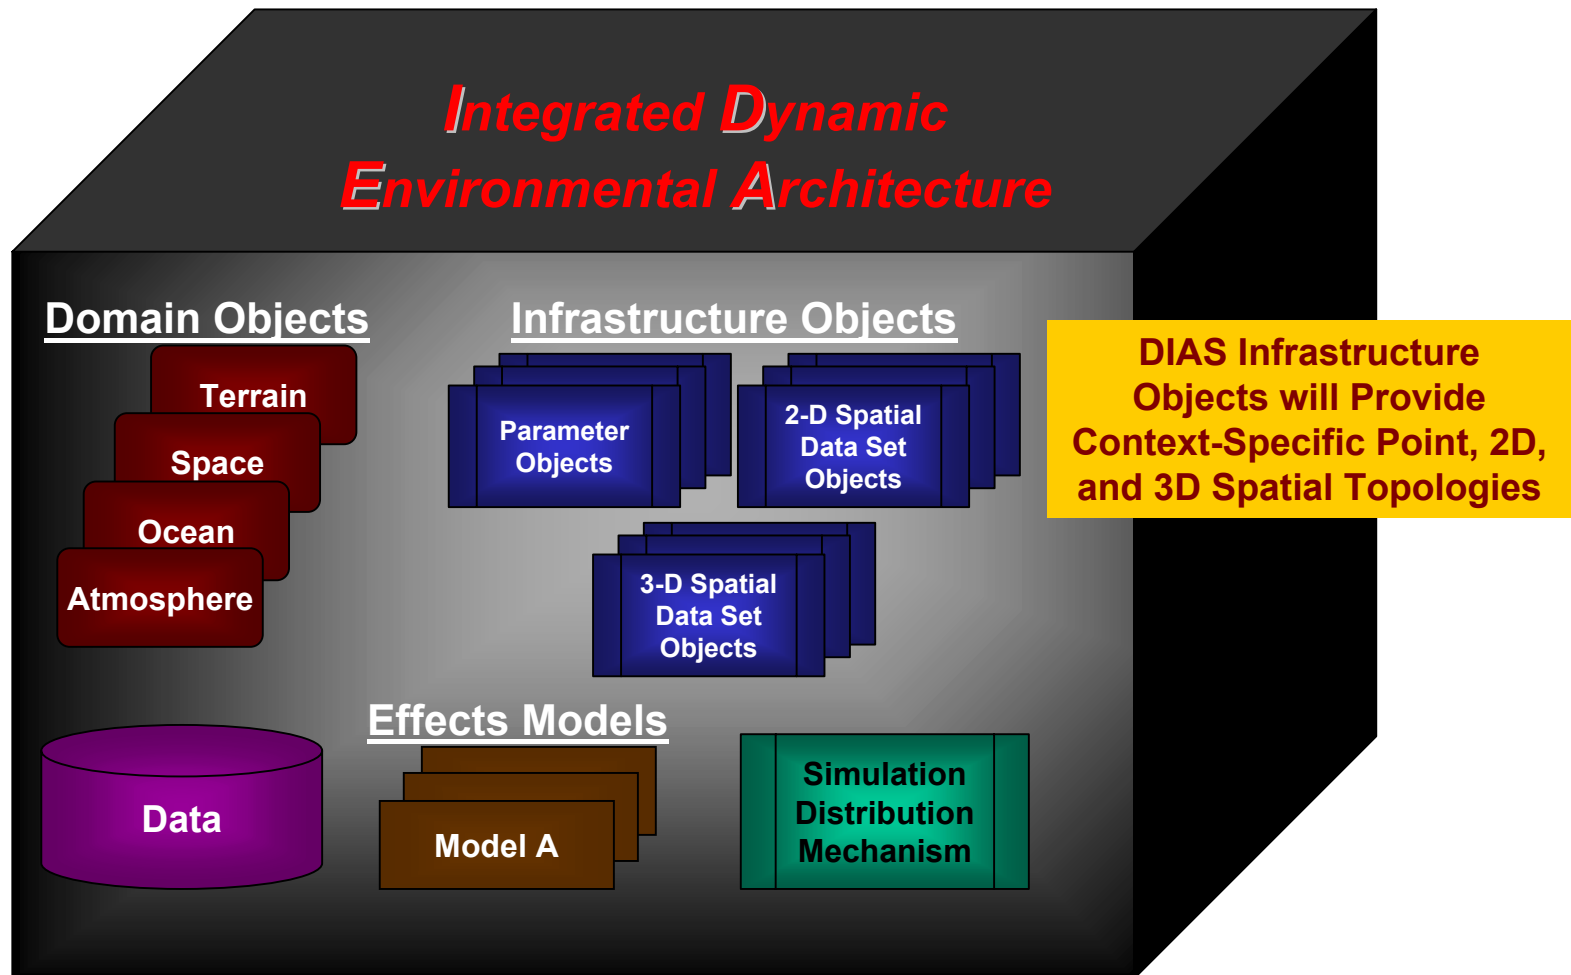 Integrated Dynamic
Environmental Architecture
Domain Objects
Terrain
Space
Ocean
Atmosphere
Infrastructure Objects
Parameter
Objects
2-D Spatial
Data Set
Objects
3-D Spatial
Data Set
Objects
DIAS Infrastructure
Objects will Provide
Context-Specific Point, 2D,
and 3D Spatial Topologies
Data
Effects Models
Model A
Simulation
Distribution
Mechanism